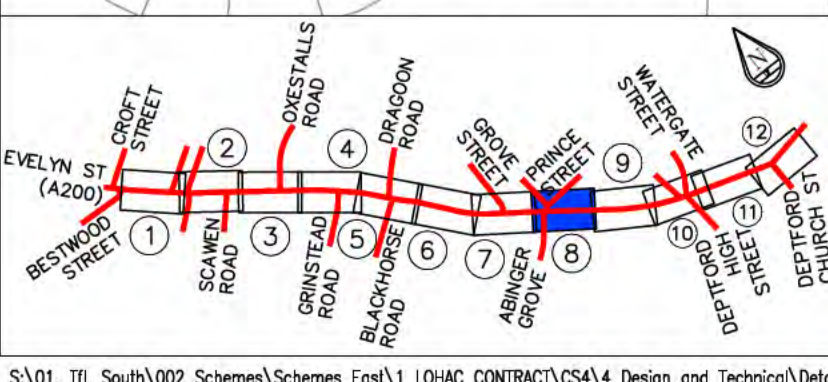 CROFT
STREET
EVELYN ST
(A200)
BESTWOOD
STREET
1
2
SCAWEN
ROAD
3
OXESTALLS
ROAD
4
GRINSTEAD
ROAD
5
DRAGOON
ROAD
BLACKHORSE
ROAD
6
GROVE
STREET
7
PRINCE
STREET
ABINGER
GROVE
8
9
WATERGATE
STREET
10
DEPTFORD
HIGH
STREET
11
12
DEPTFORD
CHURCH ST
N
S:\01. TfL South\002 Schemes\Schemes East\1 LOHAC CONTRACT\CS4\4 Design and Technical\Deta